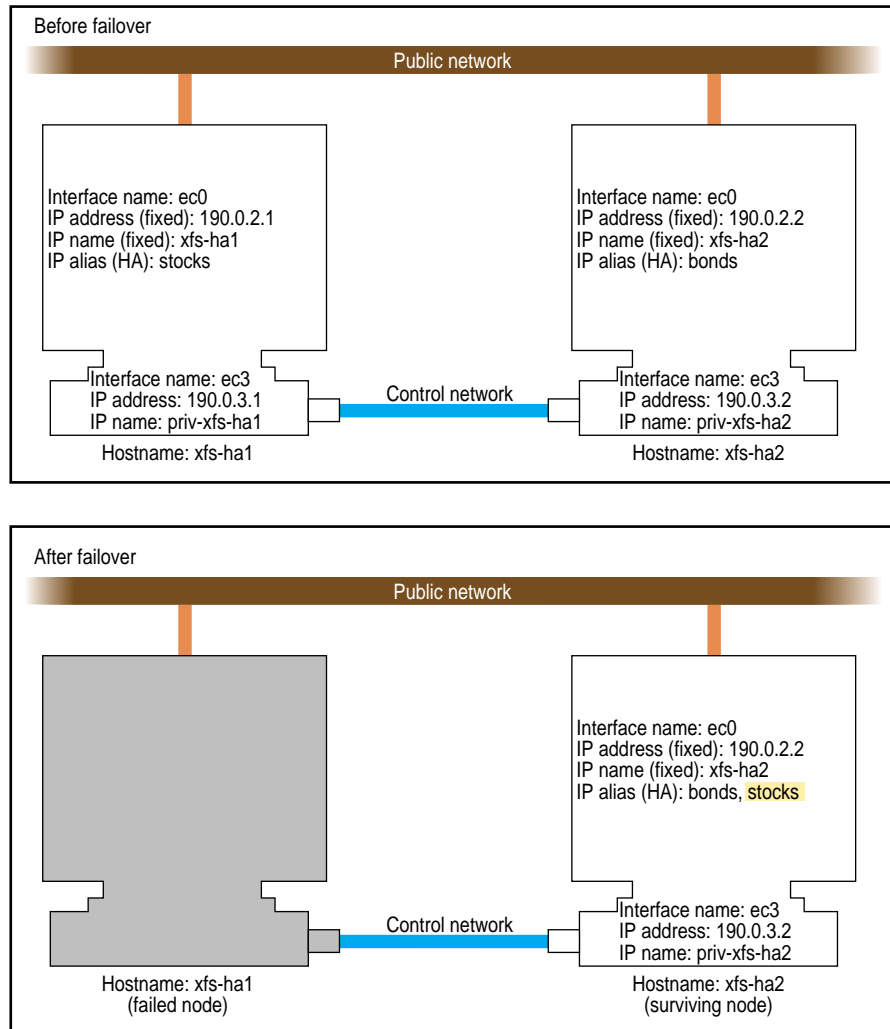 Before failover
Public network
Interface name: ec0
IP address (fixed): 190.0.2.1
IP name (fixed): xfs-ha1
IP alias (HA): stocks
Interface name: ec0
IP address (fixed): 190.0.2.2
IP name (fixed): xfs-ha2
IP alias (HA): bonds
Interface name: ec3
IP address: 190.0.3.1
IP name: priv-xfs-ha1
Control network
Interface name: ec3
IP address: 190.0.3.2
IP name: priv-xfs-ha2
Hostname: xfs-ha1
Hostname: xfs-ha2
After failover
Public network
Interface name: ec0
IP address (fixed): 190.0.2.2
IP name (fixed): xfs-ha2
IP alias (HA): bonds, stocks
Control network
Interface name: ec3
IP address: 190.0.3.2
IP name: priv-xfs-ha2
Hostname: xfs-ha1
(failed node)
Hostname: xfs-ha2
(surviving node)